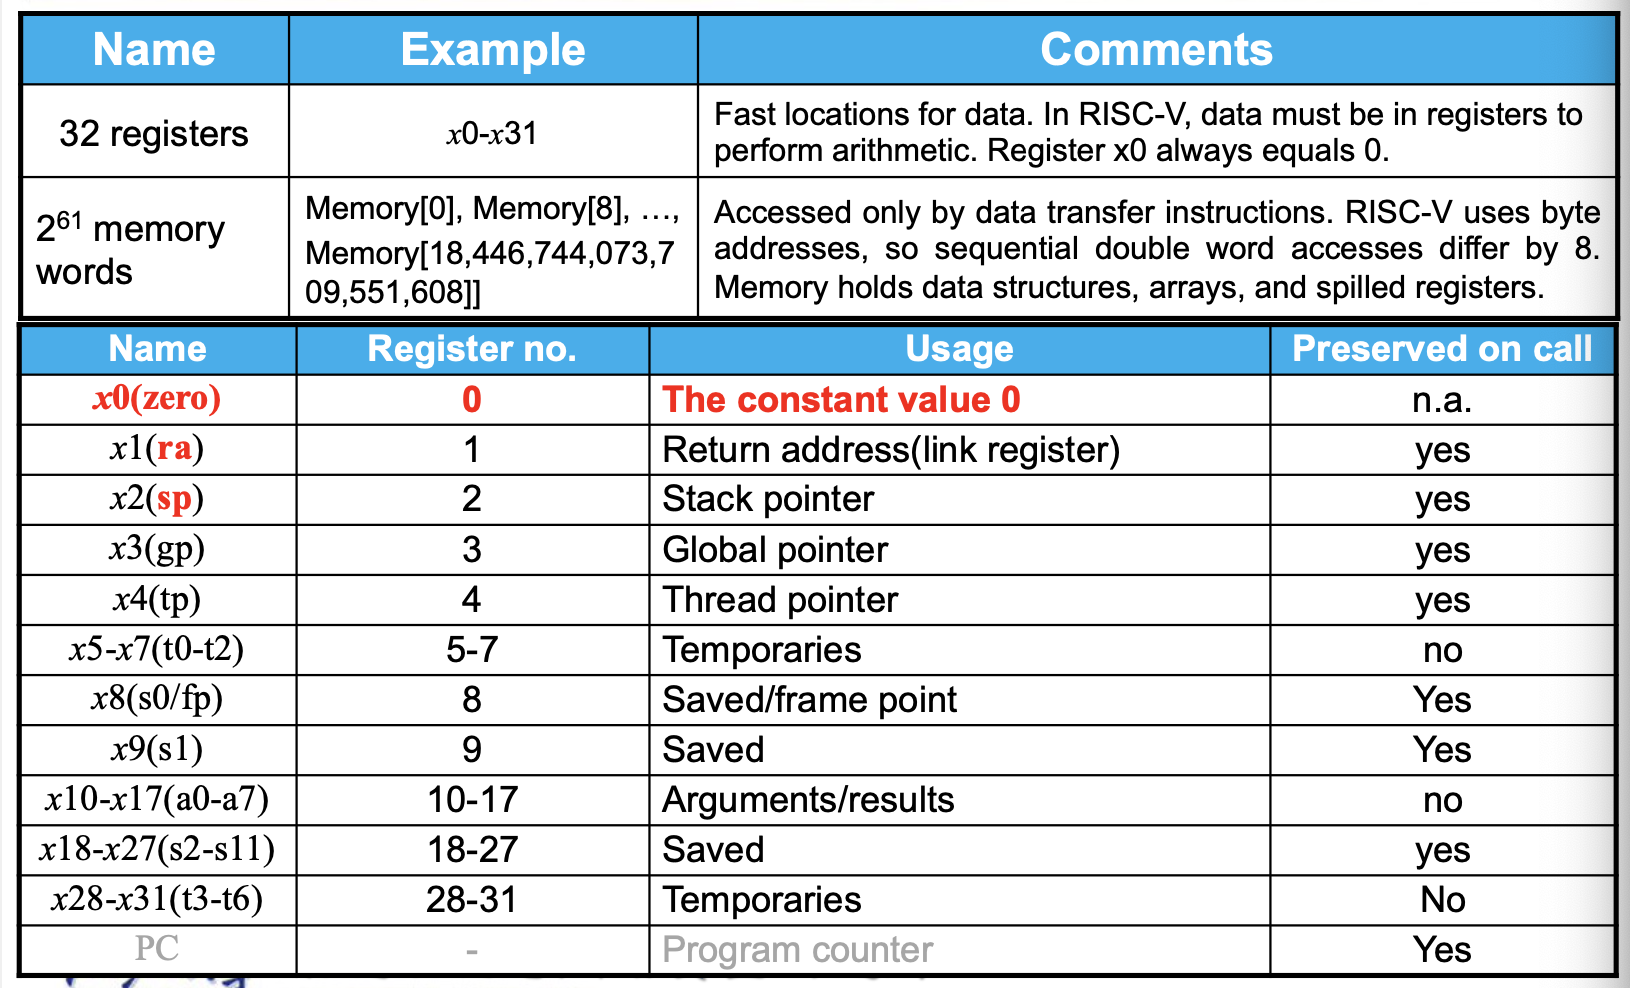 Name Example Comments
32 registers x0-x31 Fast locations for data. In RISC-V, data must be in registers to
perform arithmetic. Register x0 always equals 0.
2^61 memory
words
Memory[0], Memory[8], …,
Memory[18,446,744,073,7
09,551,608]]
Accessed only by data transfer instructions. RISC-V uses byte
addresses, so sequential double word accesses differ by 8.
Memory holds data structures, arrays, and spilled registers.
Name Register no. Usage Preserved on call
x0(zero) 0 The constant value 0 n.a.
x1(ra) 1 Return address(link register) yes
x2(sp) 2 Stack pointer yes
x3(gp) 3 Global pointer yes
x4(tp) 4 Thread pointer yes
x5-x7(t0-t2) 5-7 Temporaries no
x8(s0/fp) 8 Saved/frame point Yes
x9(s1) 9 Saved Yes
x10-x17(a0-a7) 10-17 Arguments/results no
x18-x27(s2-s11) 18-27 Saved yes
x28-x31(t3-t6) 28-31 Temporaries No
PC - Program counter Yes